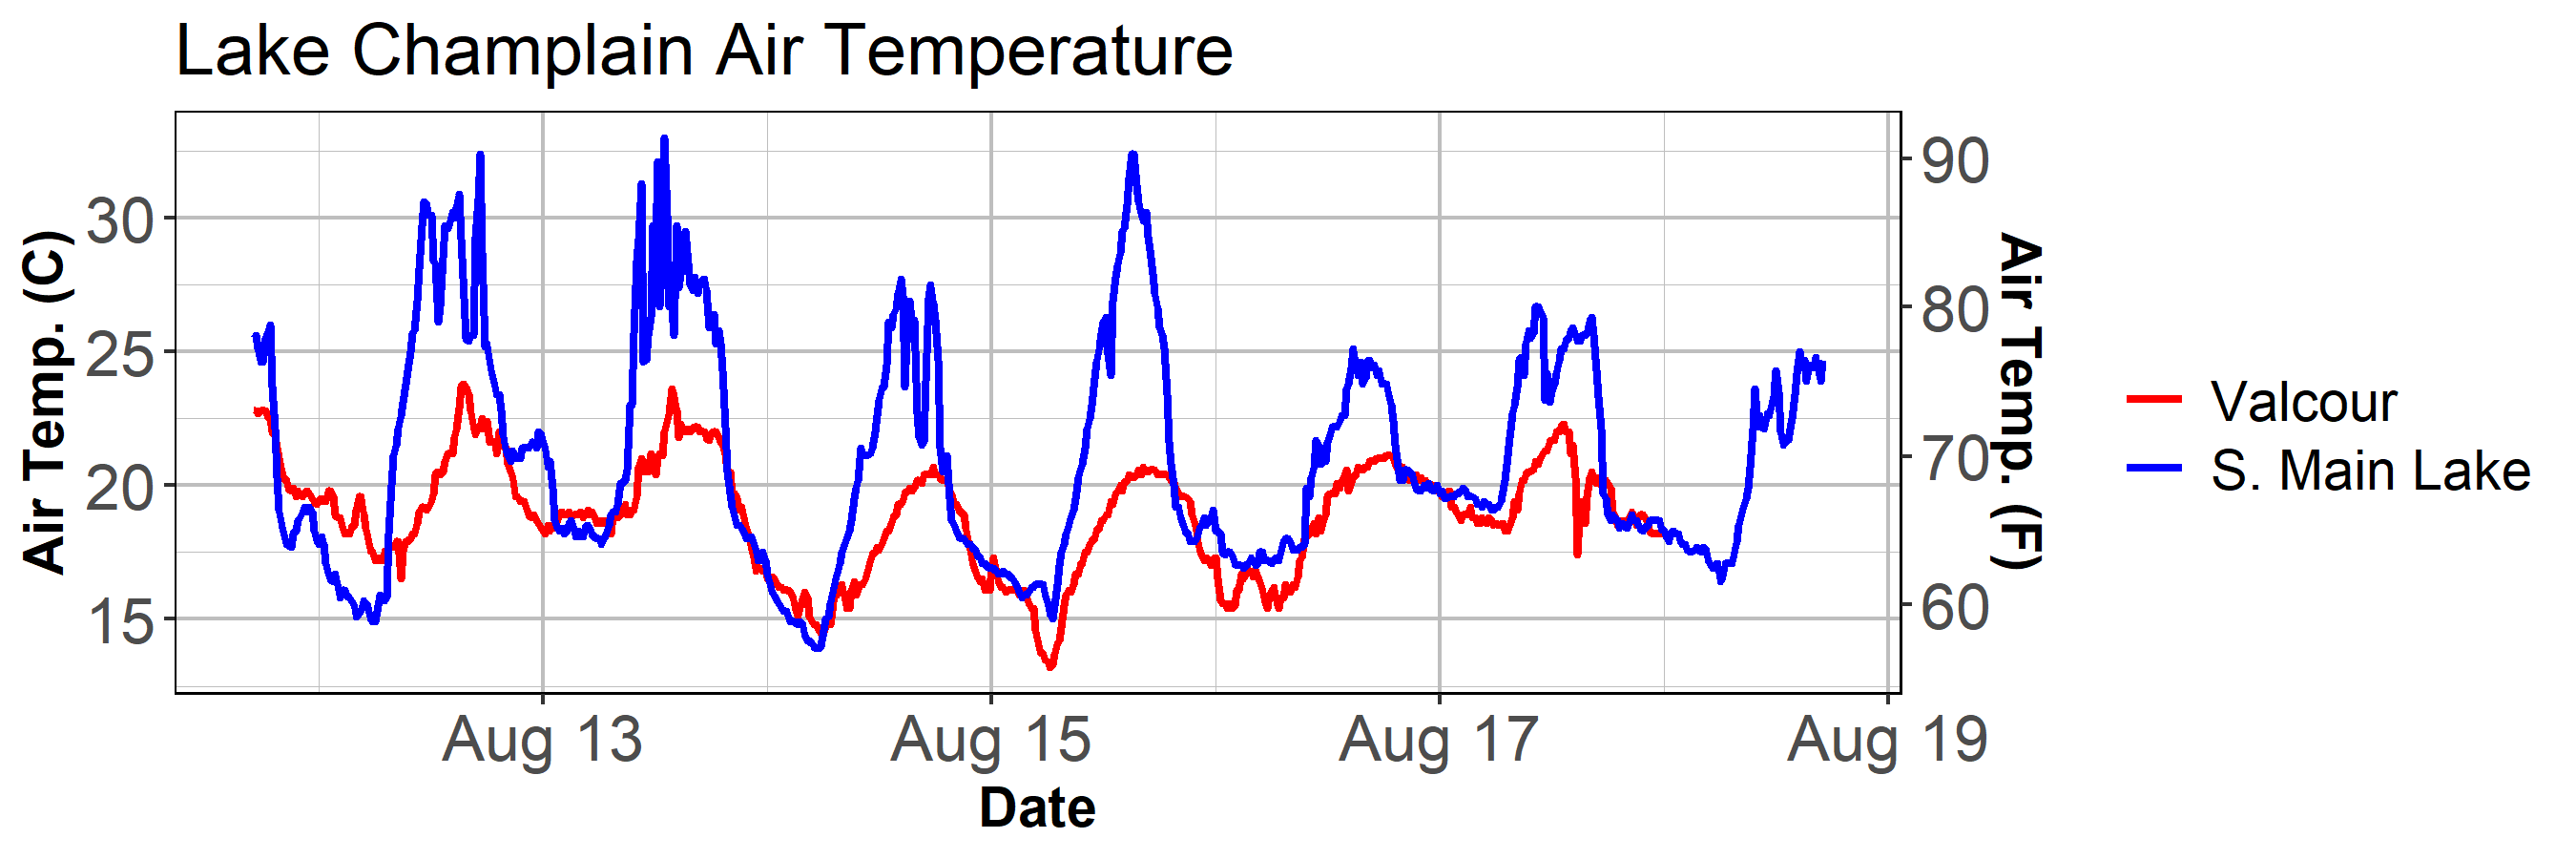 Lake Champlain Air Temperature
Air Temp. (C)
30
25
20
15
90
80
70
60
Air Temp. (F)
Valcour
S. Main Lake
Aug 13
Aug 15
Aug 17
Aug 19
Date